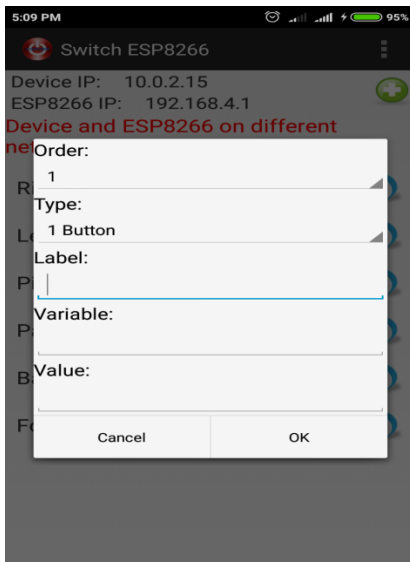 5:09 PM
95%
Switch ESP8266
Device IP: 10.0.2.15
ESP8266 IP: 192.168.4.1
Device and ESP8266 on different
Order:
1
Type:
1 Button
Label:
Variable:
Value:
Cancel OK